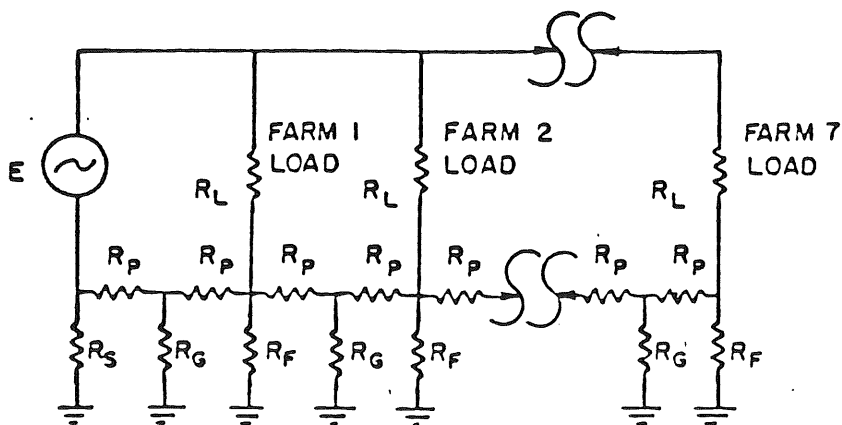 FARM 1 LOAD
FARM 2 LOAD
FARM 7 LOAD
E
R_L
R_L
R_L
R_P
R_P
R_P
R_P
R_P
R_P
R_P
R_S
R_G
R_F
R_G
R_F
R_G
R_F